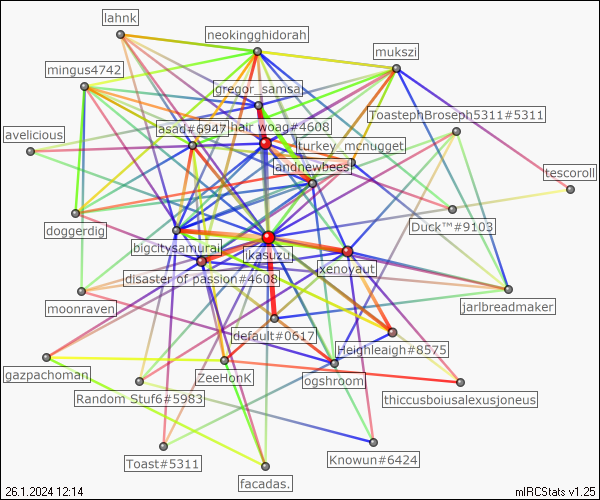 lahnk
neokingghidorah
mukszi
mingus4742
gregor_samsa
ToastephBroseph5311#5311
asad#6947
hair woag#4608
avelicious
turkey_mcnugget
andnewbees
tescoroll
doggerdig
Duck™#9103
bigcitysamuraj
ikasuzuj
xenoyaut
disaster of passion#4608
moonraven
jarlbreadmaker
default#0617
Heighleaigh#8575
gazpachoman
ZeeHonK
ogshroom
Random Stuf6#5983
thiccusboiusalexusjoneus
Toast#5311
Knowun#6424
facadas.
26.1.2024 12:14
mIRCStats v1.25